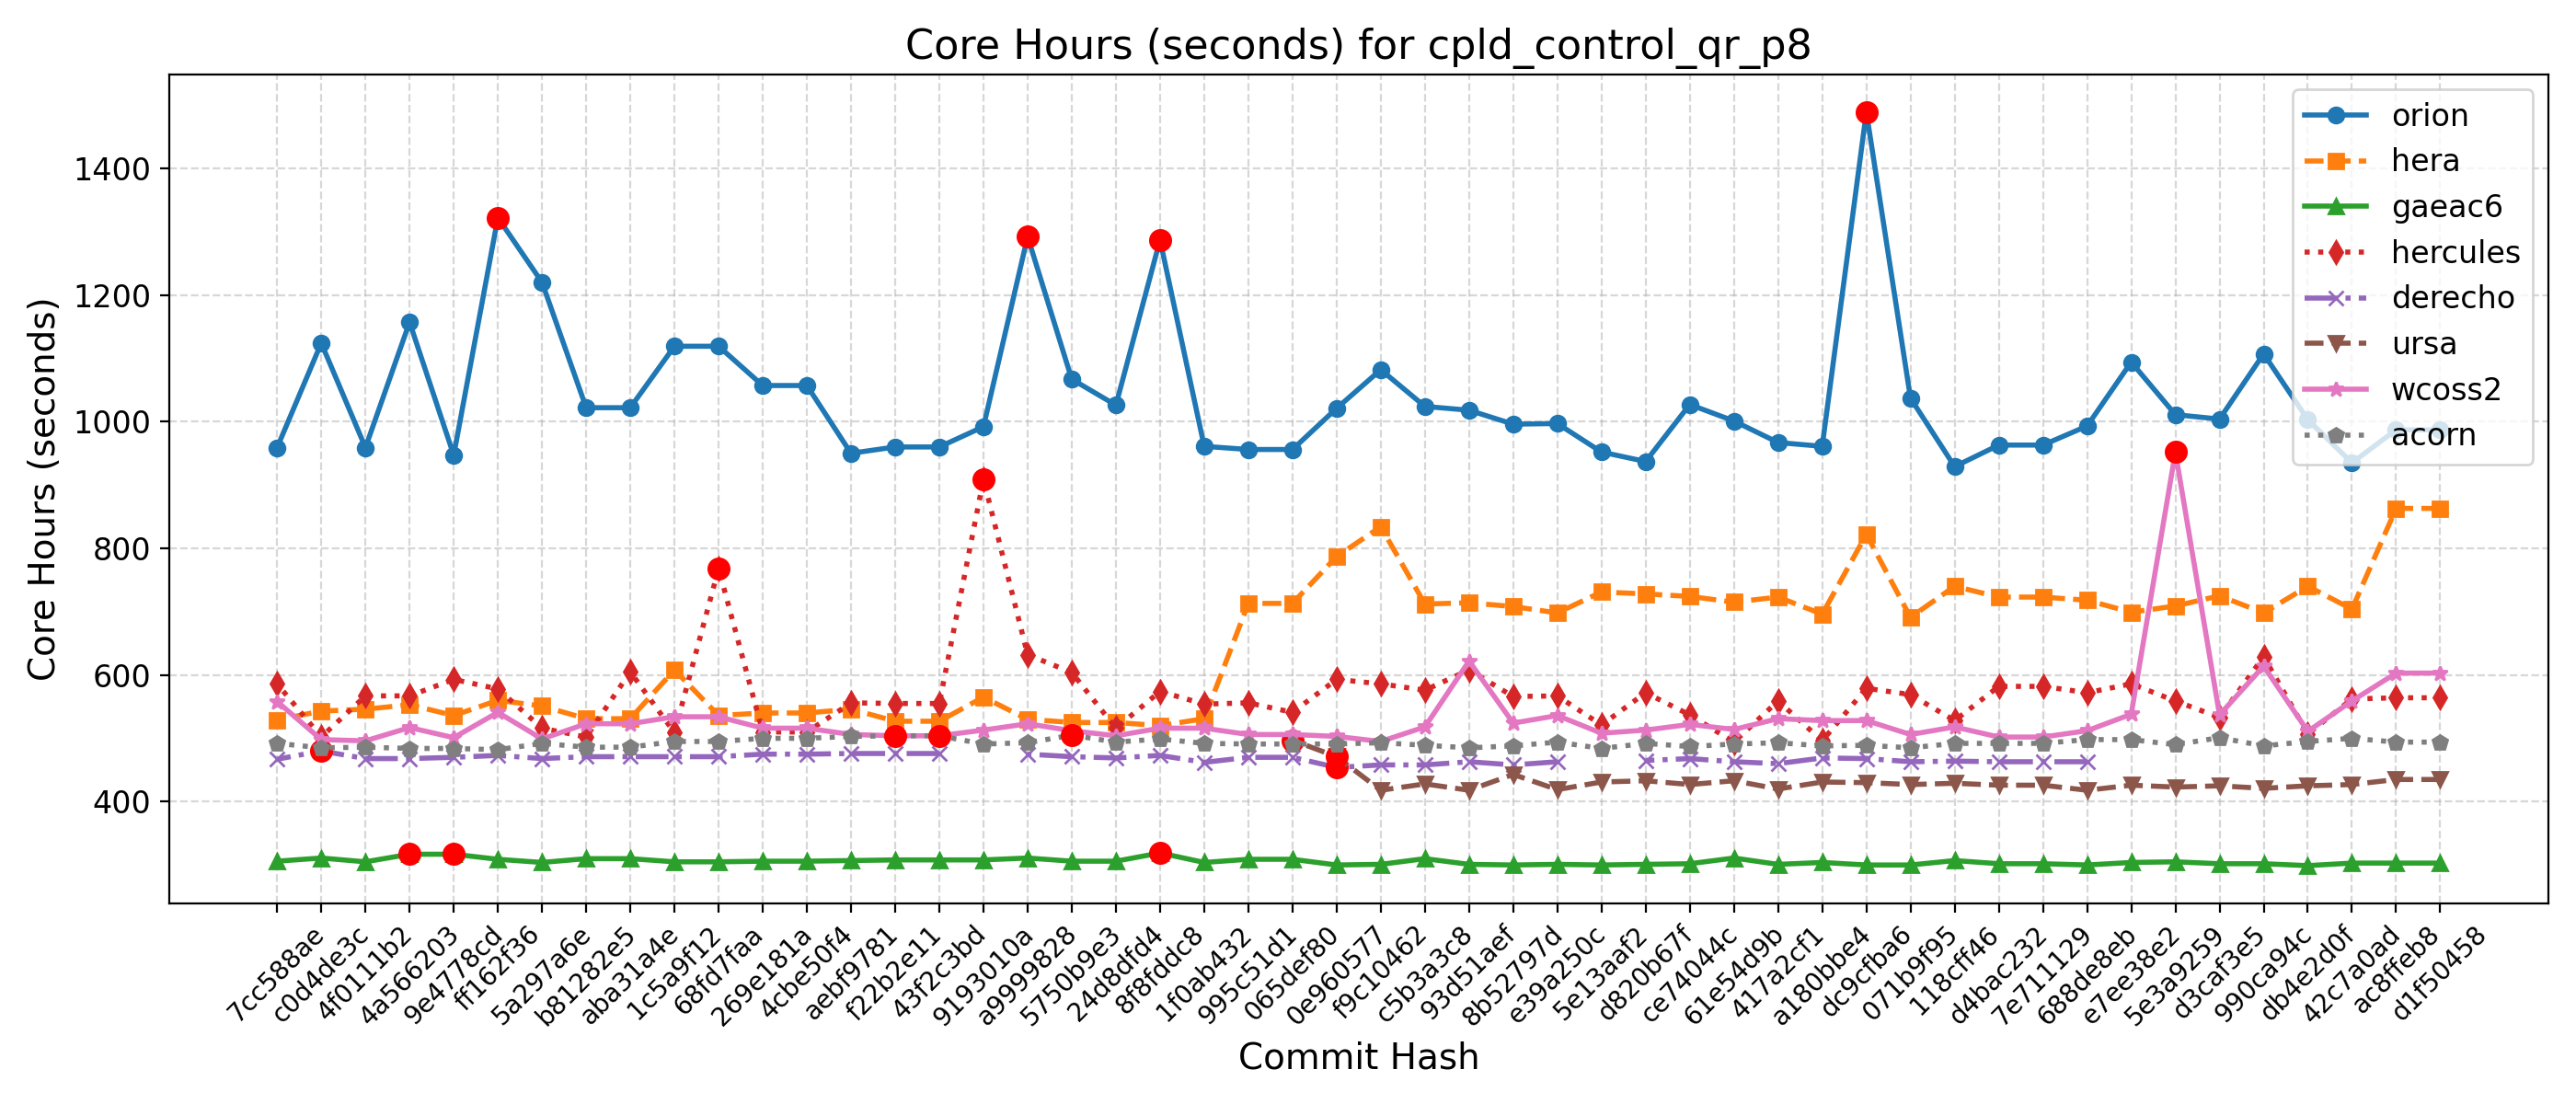 Core Hours (seconds) for cpld_control_qr_p8
Core Hours (seconds)
1400
1200
1000
800
600
400
orion
hera
gaeac6
hercules
derecho
ursa
wcoss2
acorn
7cc588ae
c0d4de3c
4f0111b2
4a566203
9e4778cd
ff162f36
5a297a6e
b81282e5
aba31a4e
1c5a9f12
68fd7faa
269e181a
4cbe50f4
aebf9781
f22b2e11
43f2c3bd
9193010a
a9999828
5750b9e3
24d8dfd4
8f8fddc8
1f0ab432
995c51d1
065def80
0e960577
f9c10462
c5b3a3c8
93d51aef
8b52797d
e39a250c
5e13aaf2
d820b67f
ce74044c
61e54d9b
417a2cf1
a180bbe4
dc9cfba6
071b9f95
118cff46
d4bac232
7e711129
688de8eb
e7ee38e2
5e3a9259
d3caf3e5
990ca94c
db4e2d0f
42c7a0ad
ac8ffeb8
d1f50458
Commit Hash